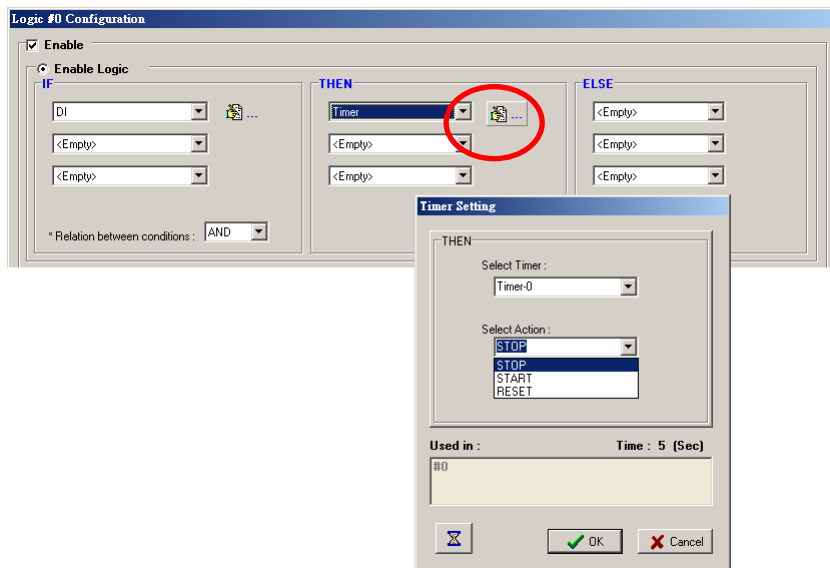 Logic #0 Configuration
Enable
Enable Logic
IF
THEN
ELSE
DI
...
Timer
...
<Empty>
<Empty>
<Empty>
<Empty>
<Empty>
<Empty>
<Empty>
* Relation between conditions :
AND
Timer Setting
THEN
Select Timer :
Timer-0
Select Action :
STOP
STOP
START
RESET
Used in :
Time : 5 (Sec)
#0
OK
Cancel